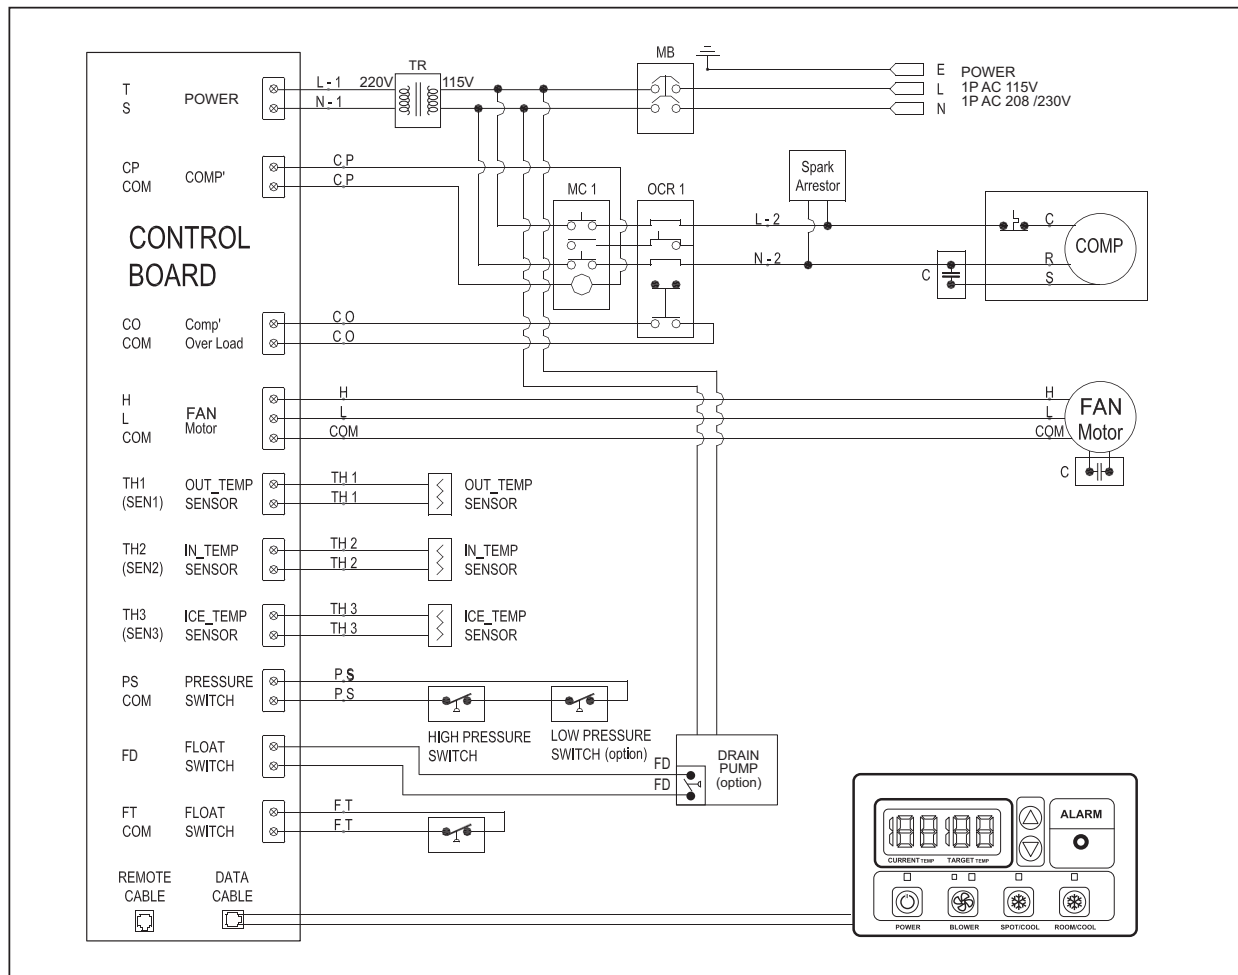 MB
TR
220V
115V
L - 1
N - 1
T
S
POWER
E
L
N
POWER
1P AC 115V
1P AC 208 /230V
CP
COM
COMP'
C P
C P
MC 1
OCR 1
Spark
Arrestor
L - 2
N - 2
C
C
R
S
COMP
CONTROL
BOARD
CO
COM
Comp'
Over Load
C O
C O
H
L
COM
FAN
Motor
H
L
COM
H
L
COM
FAN
Motor
C
TH1
(SEN1)
OUT_TEMP
SENSOR
TH 1
TH 1
OUT_TEMP
SENSOR
TH2
(SEN2)
IN_TEMP
SENSOR
TH 2
TH 2
IN_TEMP
SENSOR
TH3
(SEN3)
ICE_TEMP
SENSOR
TH 3
TH 3
ICE_TEMP
SENSOR
PS
COM
PRESSURE
SWITCH
P S
P S
HIGH PRESSURE
SWITCH
LOW PRESSURE
SWITCH (option)
FD
FLOAT
SWITCH
FD
FD
DRAIN
PUMP
(option)
FT
COM
FLOAT
SWITCH
F T
F T
REMOTE
CABLE
DATA
CABLE
188 188
CURRENT TEMP
TARGET TEMP
ALARM
POWER
BLOWER
SPOT/COOL
ROOM/COOL